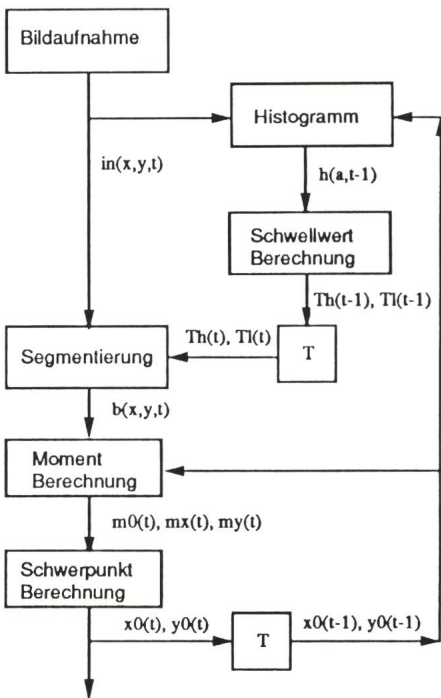 Bildaufnahme
Histogramm
in(x,y,t)
h(a,t-1)
Schwellwert
Berechnung
Th(t-1), Tl(t-1)
Th(t), Tl(t)
T
Segmentierung
b(x,y,t)
Moment
Berechnung
m0(t), mx(t), my(t)
Schwerpunkt
Berechnung
x0(t), y0(t)
T
x0(t-1), y0(t-1)